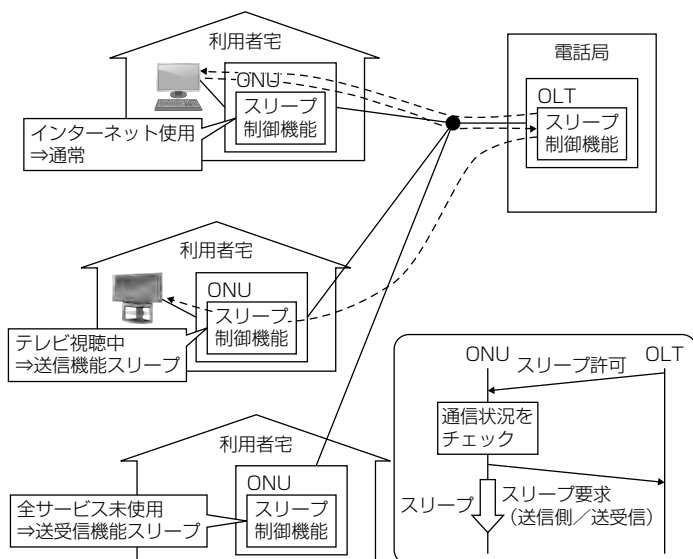 利用者宅
ONU
スリープ
制御機能
インターネット使用
⇒通常
電話局
OLT
スリープ
制御機能
利用者宅
ONU
スリープ
制御機能
テレビ視聴中
⇒送信機能スリープ
利用者宅
ONU
スリープ
制御機能
全サービス未使用
⇒送受信機能スリープ
ONU
OLT
スリープ許可
通信状況を
チェック
スリープ
スリープ要求
(送信側／送受信)